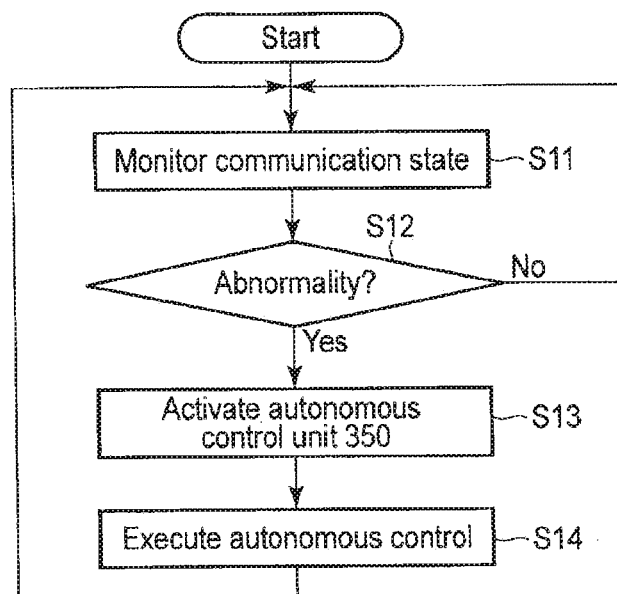 Start
Monitor communication state
S11
S12
Abnormality?
No
Yes
Activate autonomous
control unit 350
S13
Execute autonomous control
S14